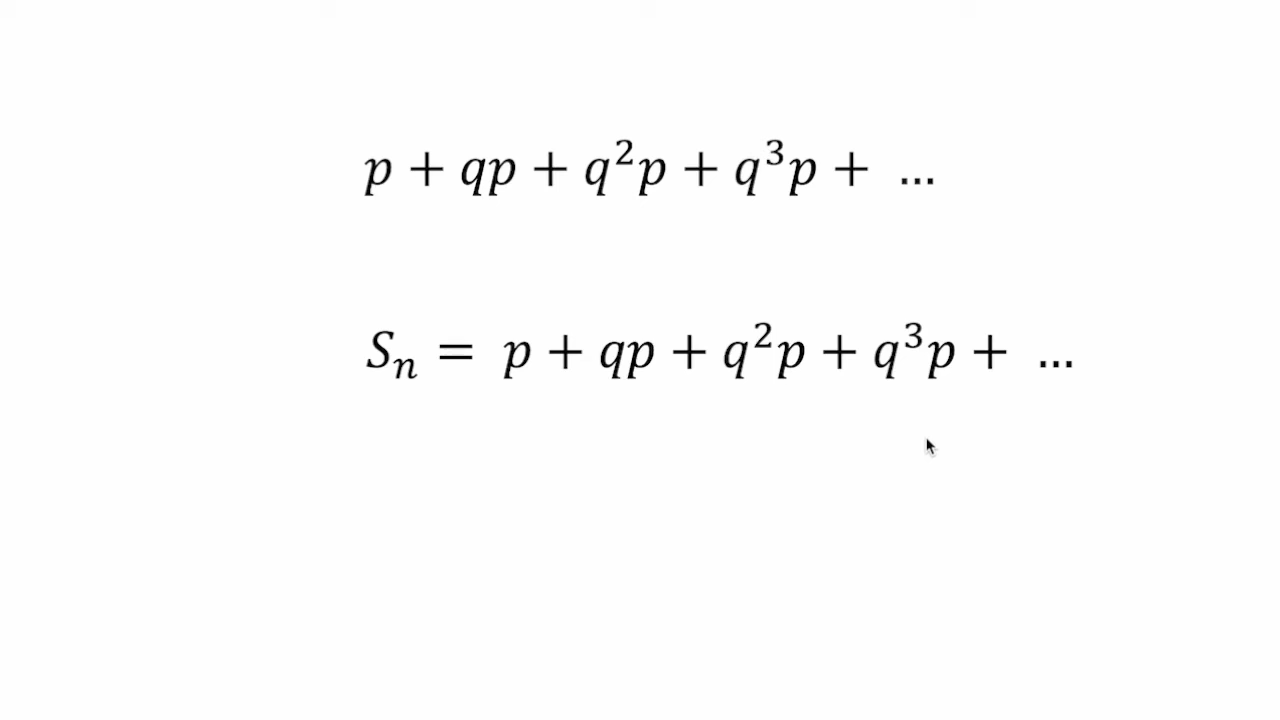 p + qp + q²p + q³p + ...
Sₙ = p + qp + q²p + q³p + ...